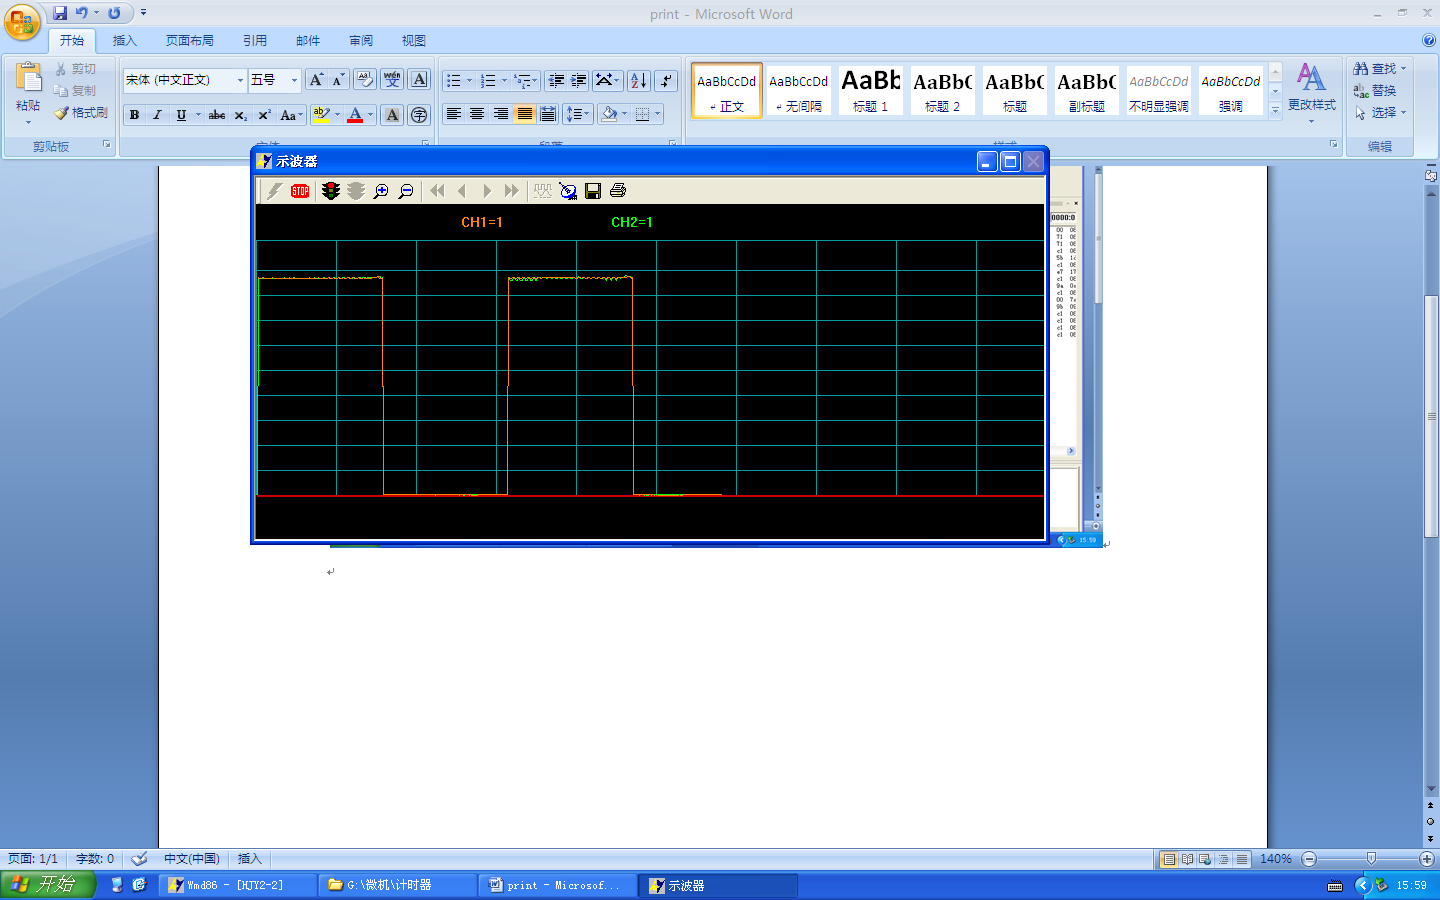 print - Microsoft Word
开始 插入 页面布局 引用 邮件 审阅 视图
粘贴 剪切 复制 格式刷
剪贴板
宋体 (中文正文) 五号
AaBbCcDd AaBbCcDd AaBb AaBbC AaBbC AaBbC AaBbCcDd AaBbCcDd
正文 无间隔 标题 1 标题 2 标题 副标题 不明显强调 强调
更改样式
查找
替换
选择
编辑
示波器
STOP
CH1=1 CH2=1
页面: 1/1 字数: 0 中文(中国) 插入 140%
开始 Wmd86 - [HJY2-2] G:\微机\计时器 print - Microsof... 示波器 15:59